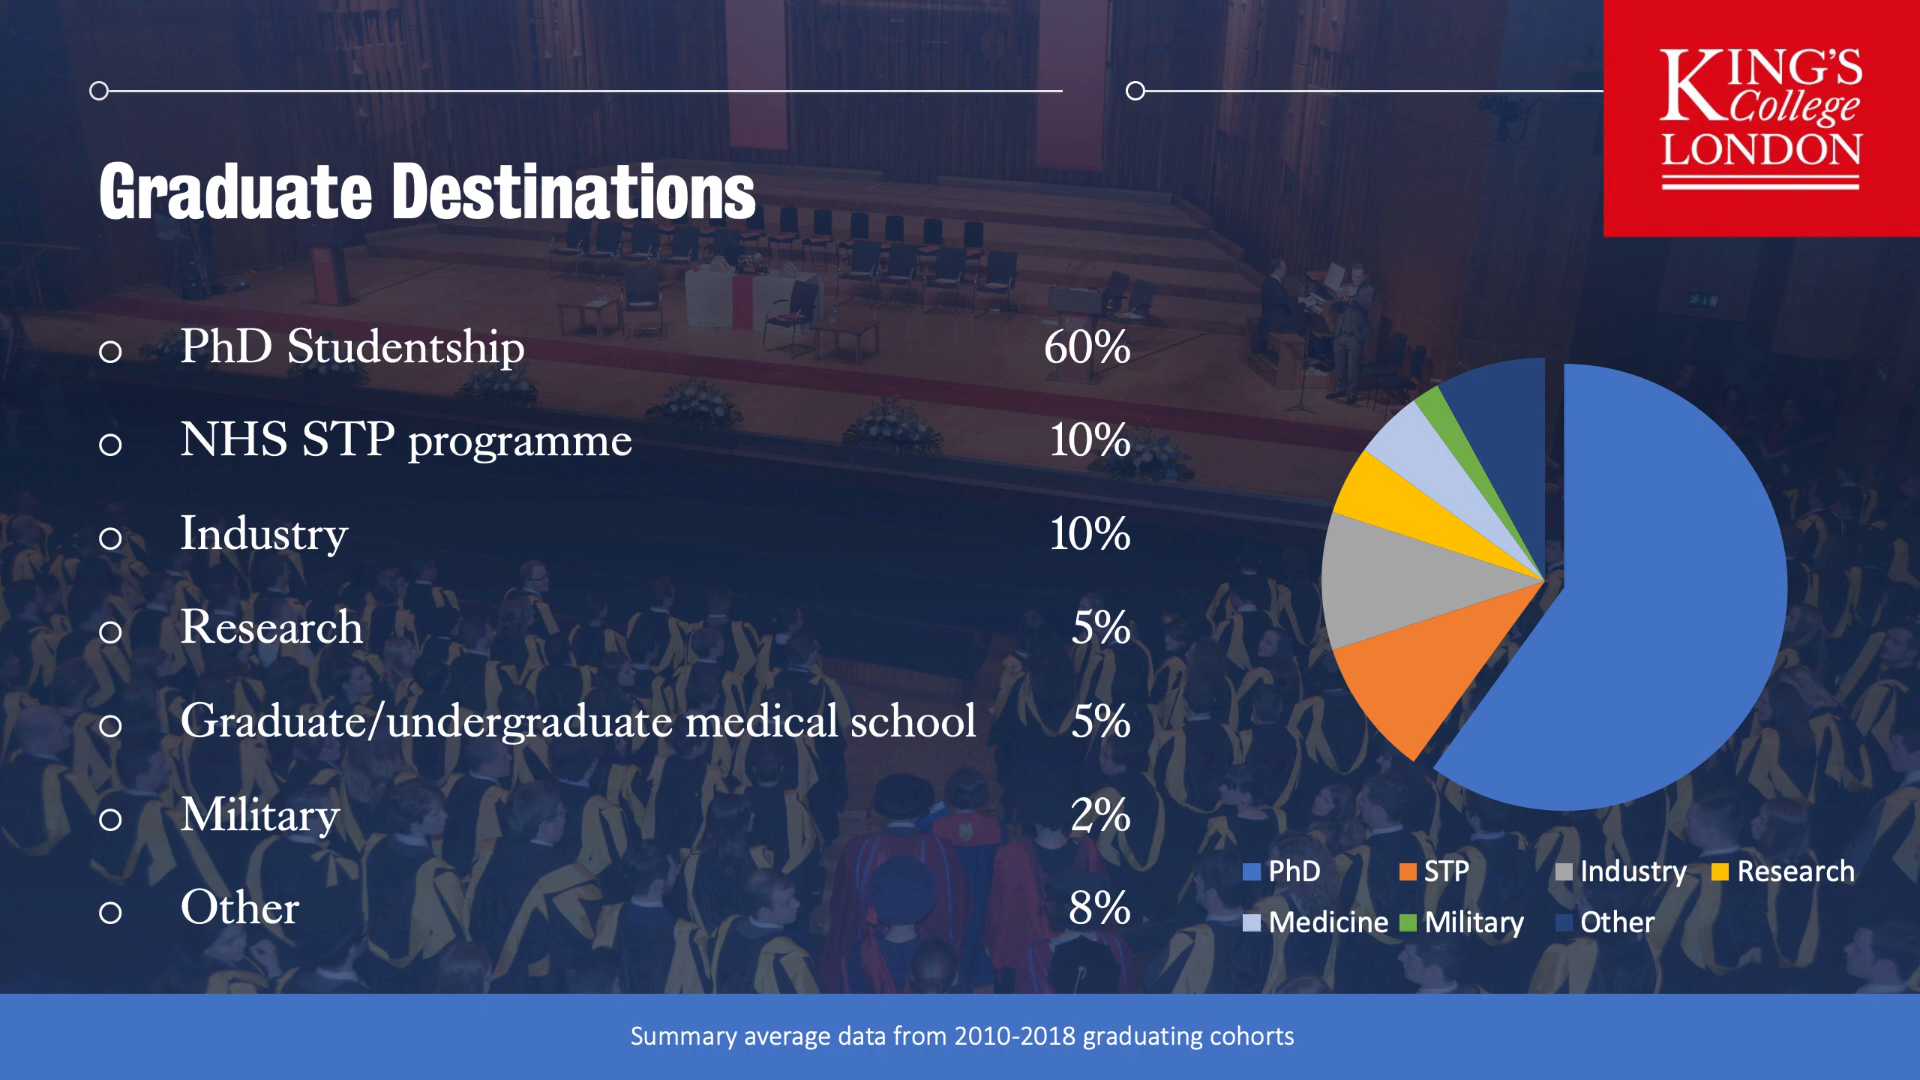 KING'S
College
LONDON
Graduate Destinations
PhD Studentship 60%
NHS STP programme 10%
Industry 10%
Research 5%
Graduate/undergraduate medical school 5%
Military 2%
Other 8%
PhD STP Industry Research
Medicine Military Other
Summary average data from 2010-2018 graduating cohorts